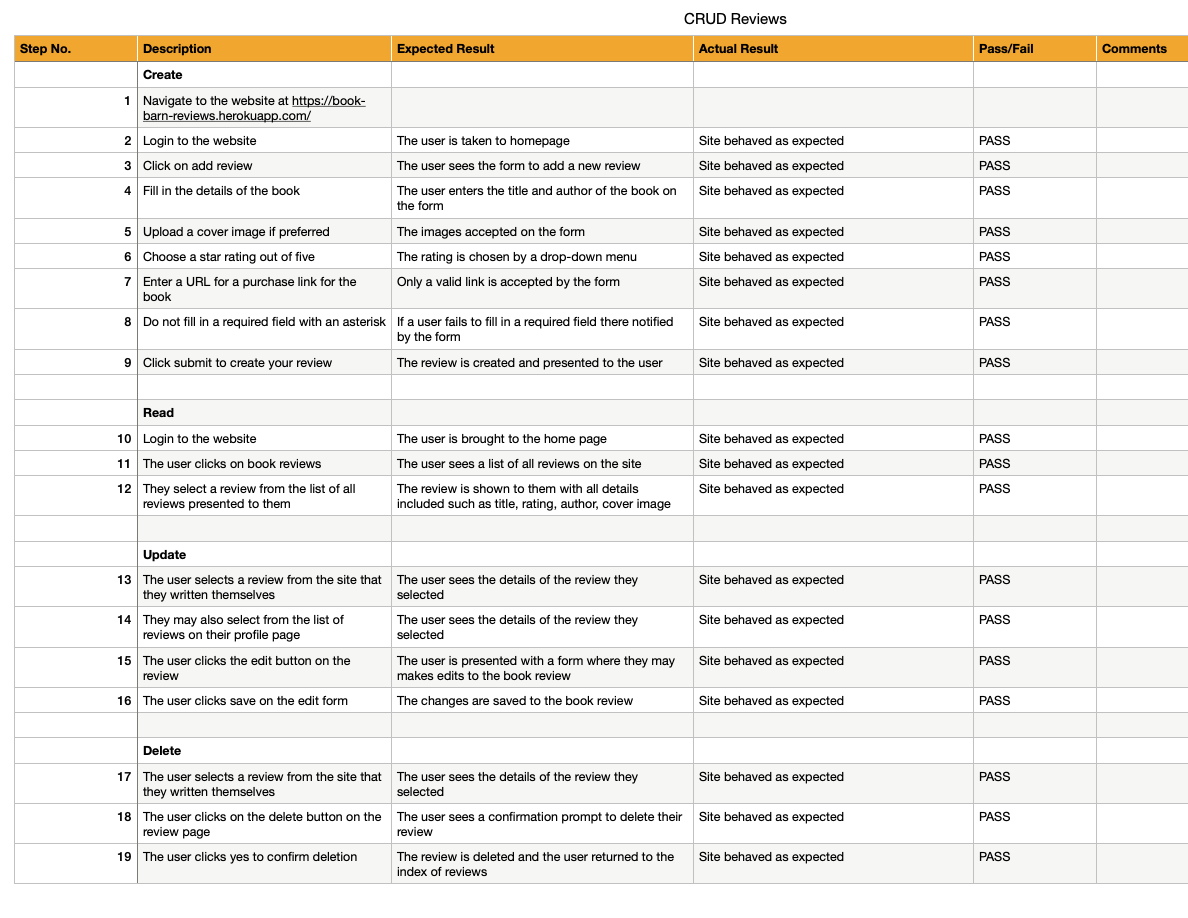 CRUD Reviews
Step No. Description Expected Result Actual Result Pass/Fail Comments
Create
1 Navigate to the website at https://book-
barn-reviews.herokuapp.com/
2 Login to the website The user is taken to homepage Site behaved as expected PASS
3 Click on add review The user sees the form to add a new review Site behaved as expected PASS
4 Fill in the details of the book The user enters the title and author of the book on Site behaved as expected PASS
the form
5 Upload a cover image if preferred The images accepted on the form Site behaved as expected PASS
6 Choose a star rating out of five The rating is chosen by a drop-down menu Site behaved as expected PASS
7 Enter a URL for a purchase link for the Only a valid link is accepted by the form Site behaved as expected PASS
book
8 Do not fill in a required field with an asterisk If a user fails to fill in a required field there notified Site behaved as expected PASS
by the form
9 Click submit to create your review The review is created and presented to the user Site behaved as expected PASS
Read
10 Login to the website The user is brought to the home page Site behaved as expected PASS
11 The user clicks on book reviews The user sees a list of all reviews on the site Site behaved as expected PASS
12 They select a review from the list of all The review is shown to them with all details Site behaved as expected PASS
reviews presented to them included such as title, rating, author, cover image
Update
13 The user selects a review from the site that The user sees the details of the review they Site behaved as expected PASS
they written themselves selected
14 They may also select from the list of The user sees the details of the review they Site behaved as expected PASS
reviews on their profile page selected
15 The user clicks the edit button on the The user is presented with a form where they may Site behaved as expected PASS
review makes edits to the book review
16 The user clicks save on the edit form The changes are saved to the book review Site behaved as expected PASS
Delete
17 The user selects a review from the site that The user sees the details of the review they Site behaved as expected PASS
they written themselves selected
18 The user clicks on the delete button on the The user sees a confirmation prompt to delete their Site behaved as expected PASS
review page review
19 The user clicks yes to confirm deletion The review is deleted and the user returned to the Site behaved as expected PASS
index of reviews